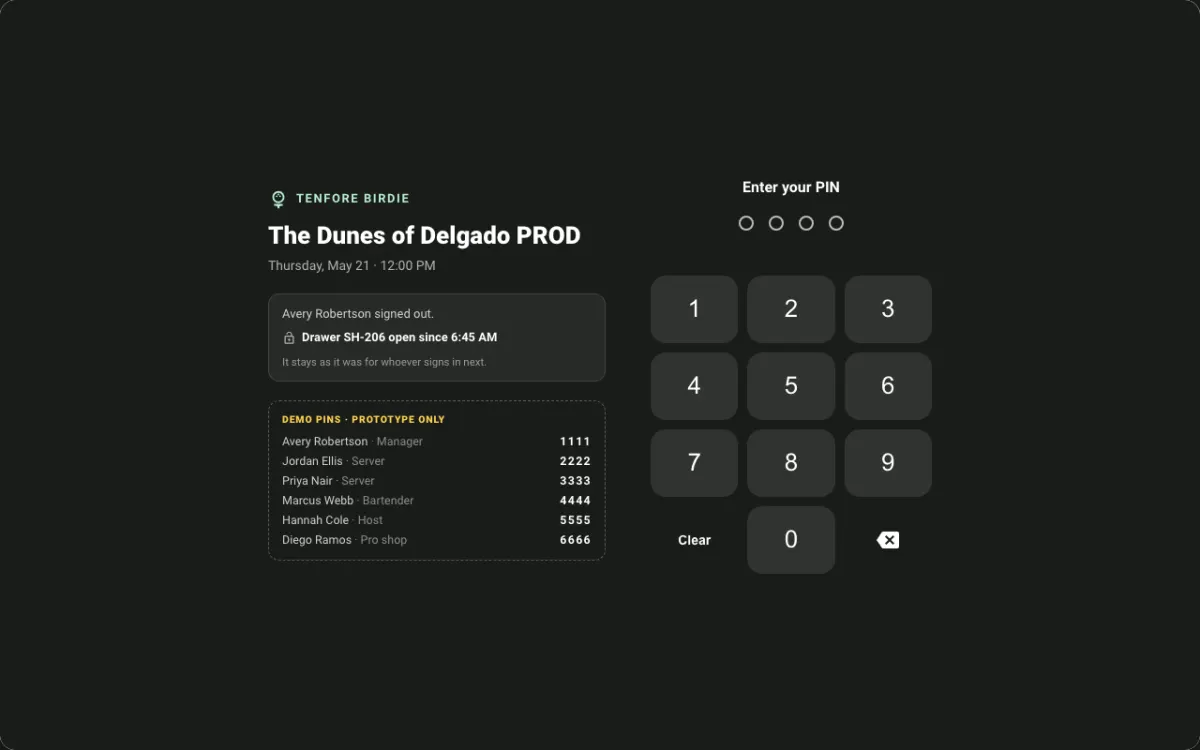 TENFORE BIRDIE
The Dunes of Delgado PROD
Thursday, May 21 · 12:00 PM
Avery Robertson signed out.
Drawer SH-206 open since 6:45 AM
It stays as it was for whoever signs in next.
DEMO PINS · PROTOTYPE ONLY
Avery Robertson · Manager 1111
Jordan Ellis · Server 2222
Priya Nair · Server 3333
Marcus Webb · Bartender 4444
Hannah Cole · Host 5555
Diego Ramos · Pro shop 6666
Enter your PIN
1 2 3
4 5 6
7 8 9
Clear 0